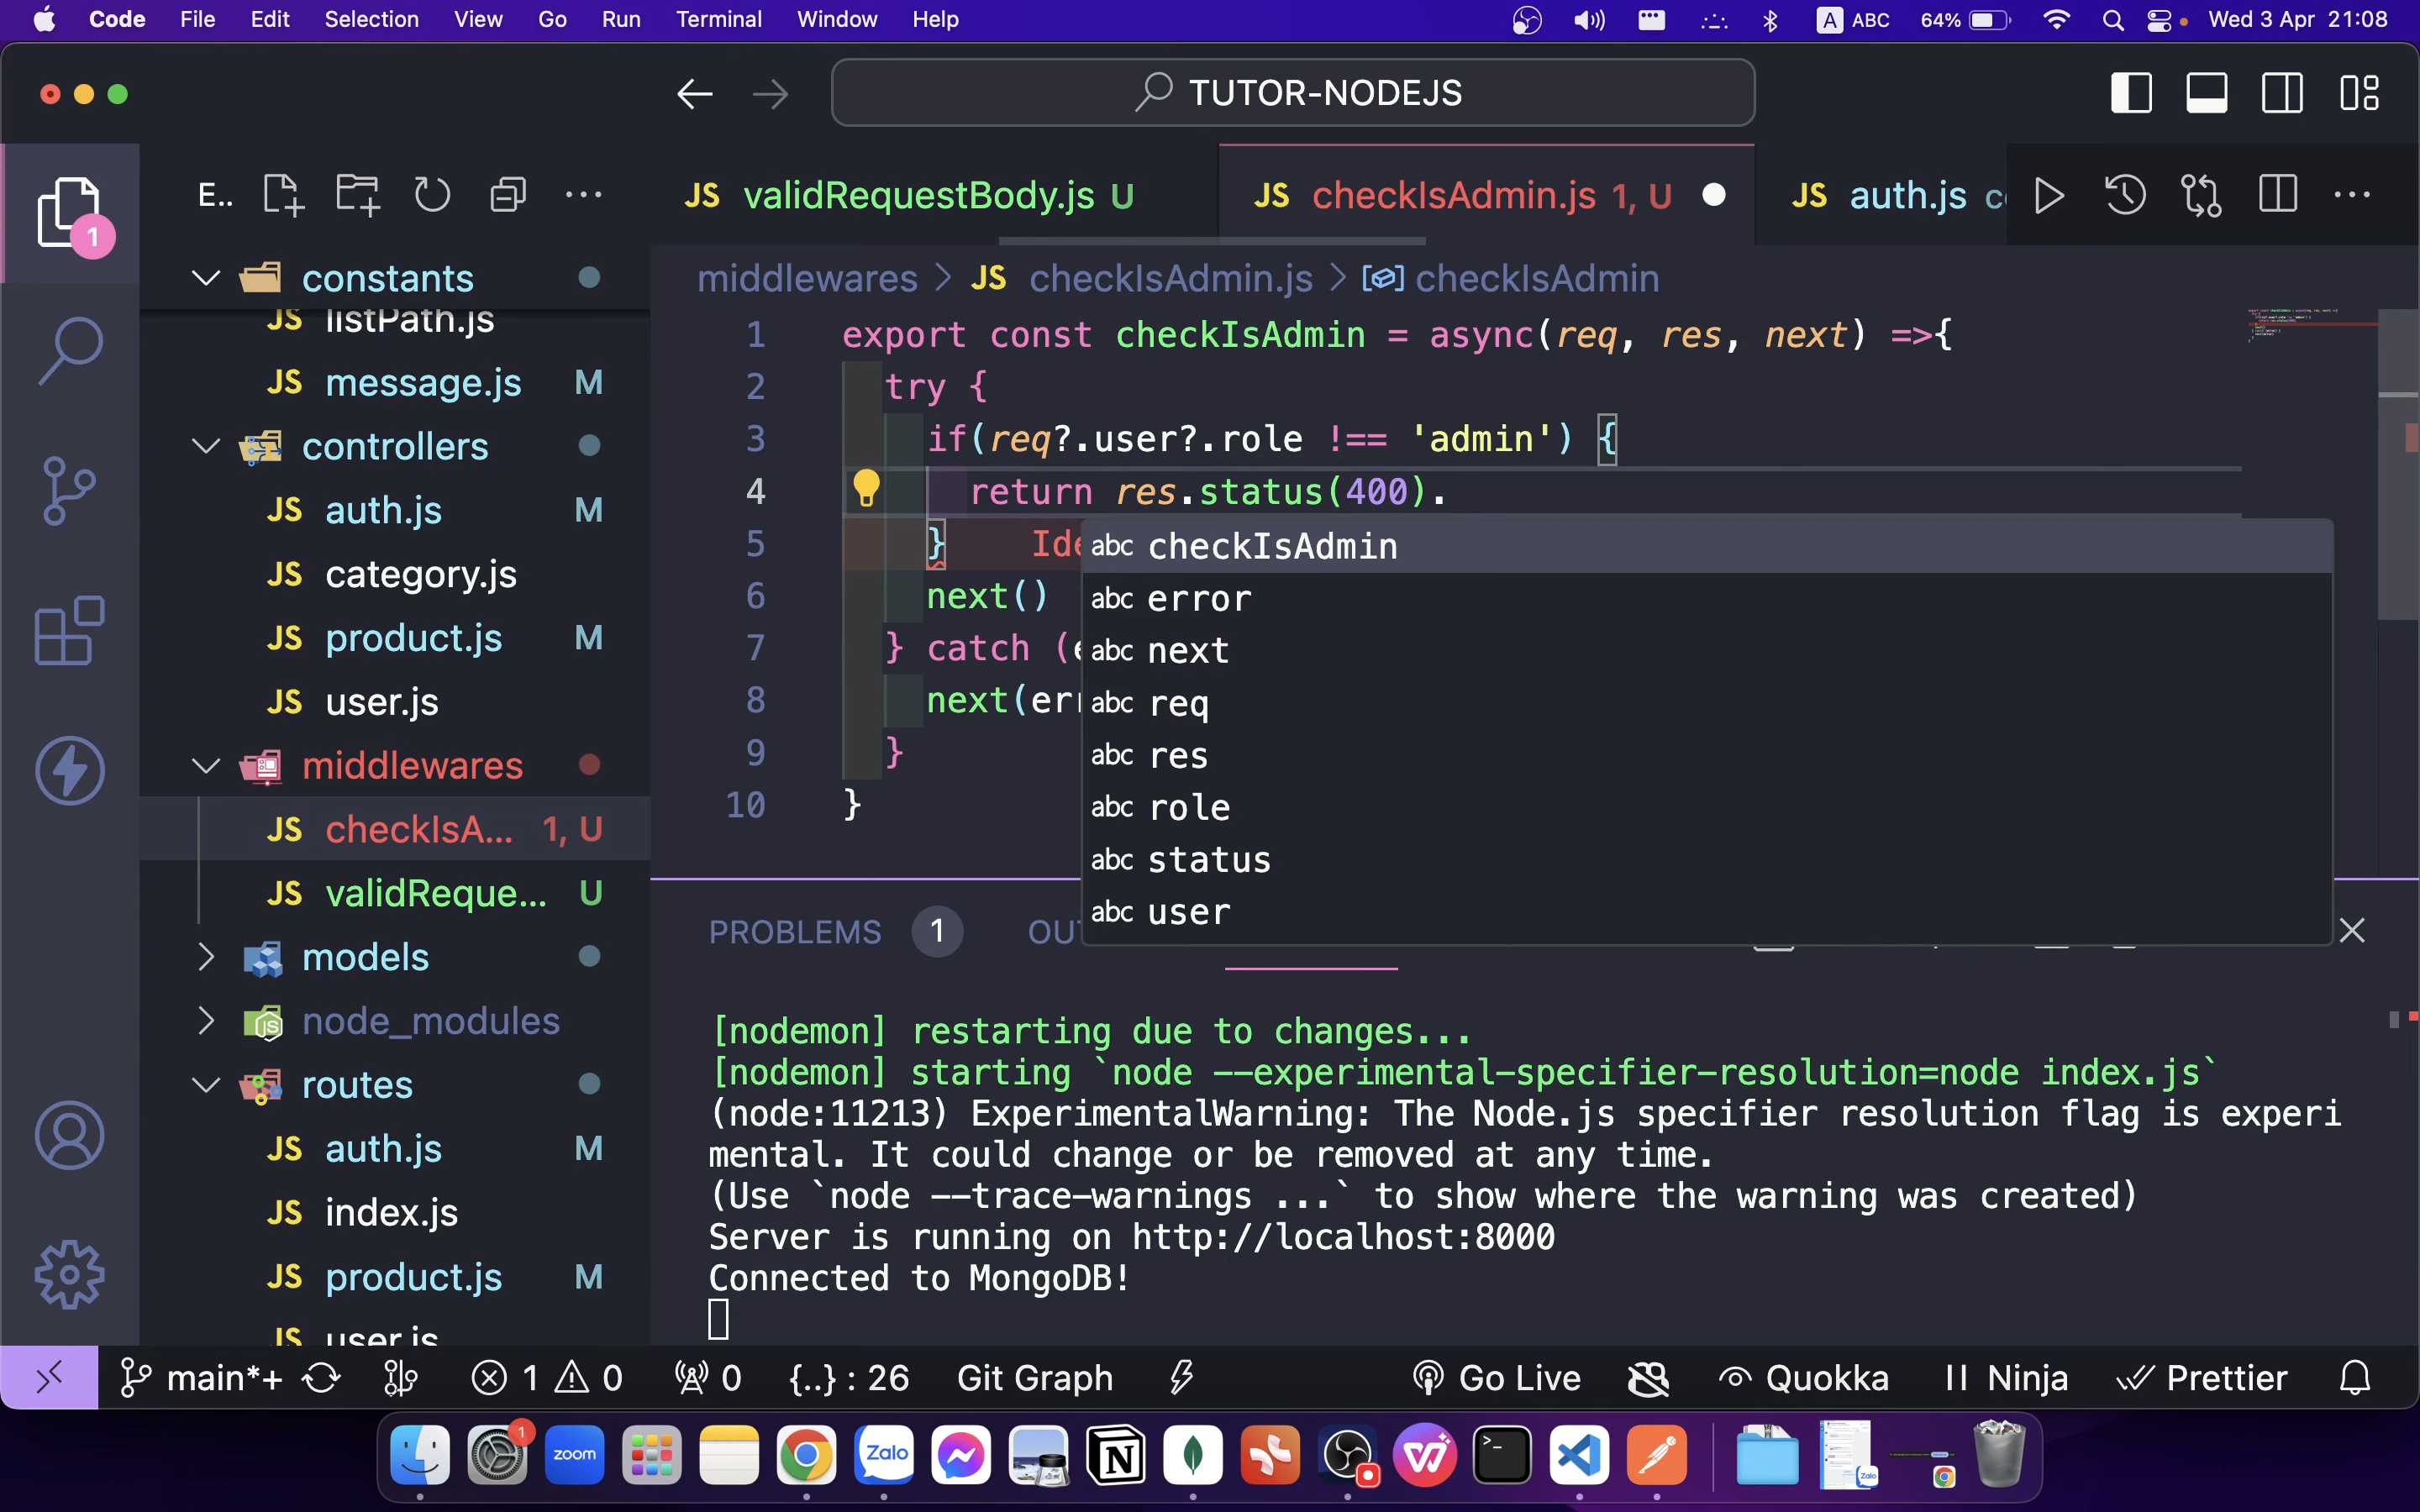 Code File Edit Selection View Go Run Terminal Window Help A ABC 64% Wed 3 Apr 21:08
TUTOR-NODEJS
E..
JS validRequestBody.js U JS checkIsAdmin.js 1, U JS auth.js
1
middlewares > JS checkIsAdmin.js > checkIsAdmin
constants
JS listPath.js
JS message.js M
controllers
JS auth.js M
JS category.js
JS product.js M
JS user.js
middlewares
JS checkIsA... 1, U
JS validReque... U
models
node_modules
routes
JS auth.js M
JS index.js
JS product.js M
JS user.js
1 export const checkIsAdmin = async(req, res, next) =>{
2 try {
3 if(req?.user?.role !== 'admin') {
4 return res.status(400).
5 }
6 next()
7 } catch (
8 next(
9 }
10 }
abc checkIsAdmin
abc error
abc next
abc req
abc res
abc role
abc status
abc user
PROBLEMS 1
[nodemon] restarting due to changes...
[nodemon] starting `node --experimental-specifier-resolution=node index.js`
(node:11213) ExperimentalWarning: The Node.js specifier resolution flag is experi
mental. It could change or be removed at any time.
(Use `node --trace-warnings ...` to show where the warning was created)
Server is running on http://localhost:8000
Connected to MongoDB!
main*+ 1 0 0 {..} : 26 Git Graph Go Live Quokka Ninja Prettier
1
zoom
Zalo
N